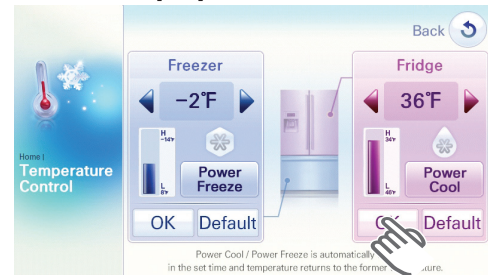 Back
Freezer
Fridge
−2℉
36℉
H
−14℉
H
34℉
L
8℉
L
46℉
Power
Freeze
Power
Cool
Home |
Temperature
Control
OK
Default
OK
Default
Power Cool / Power Freeze is automatically
in the set time and temperature returns to the former